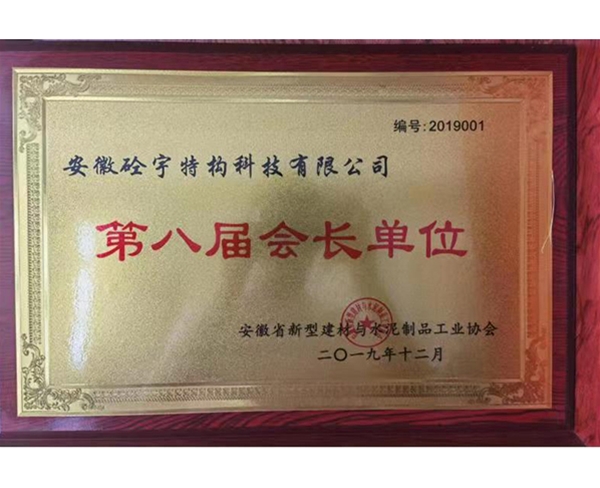 编号:2019001
安徽砼宇特构科技有限公司
第八届会长单位
安徽省新型建材与水泥制品工业协会
二〇一九年十二月